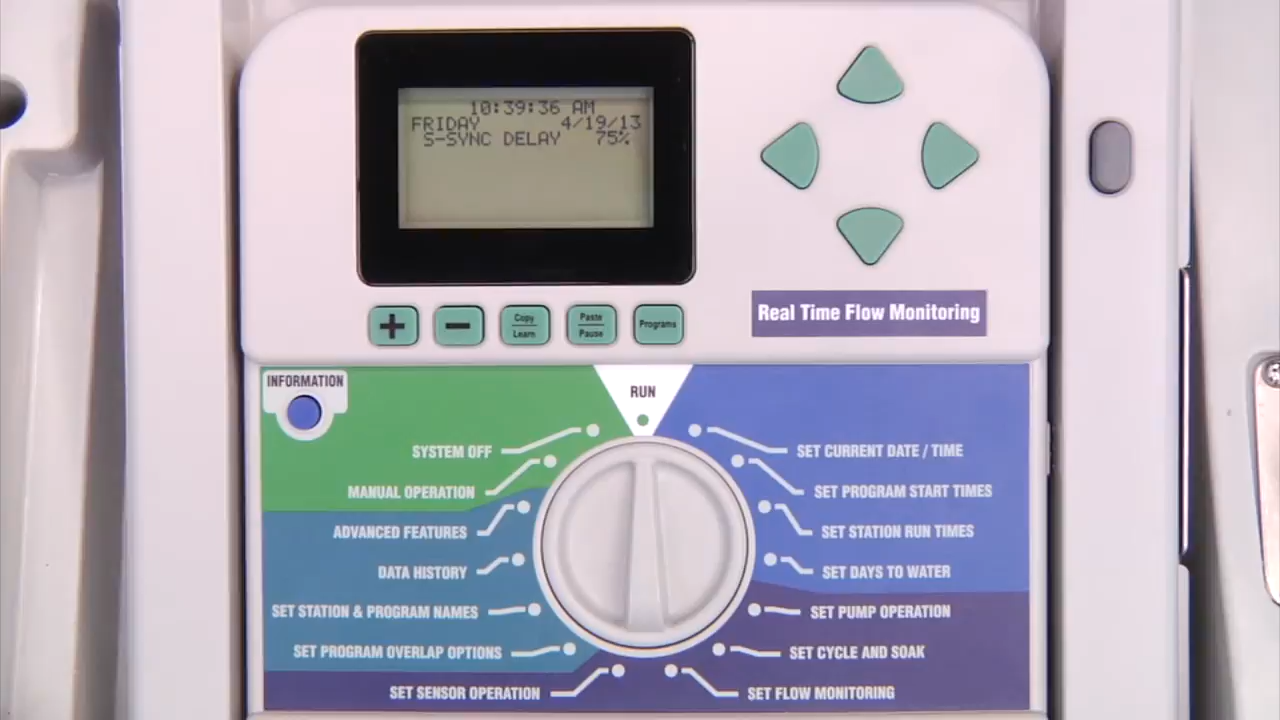 10:39:36 AM
FRIDAY 4/19/13
S-SYNC DELAY 75%
+
−
Copy
Learn
Paste
Pause
Programs
Real Time Flow Monitoring
INFORMATION
RUN
SYSTEM OFF
MANUAL OPERATION
ADVANCED FEATURES
DATA HISTORY
SET STATION & PROGRAM NAMES
SET PROGRAM OVERLAP OPTIONS
SET SENSOR OPERATION
SET CURRENT DATE / TIME
SET PROGRAM START TIMES
SET STATION RUN TIMES
SET DAYS TO WATER
SET PUMP OPERATION
SET CYCLE AND SOAK
SET FLOW MONITORING